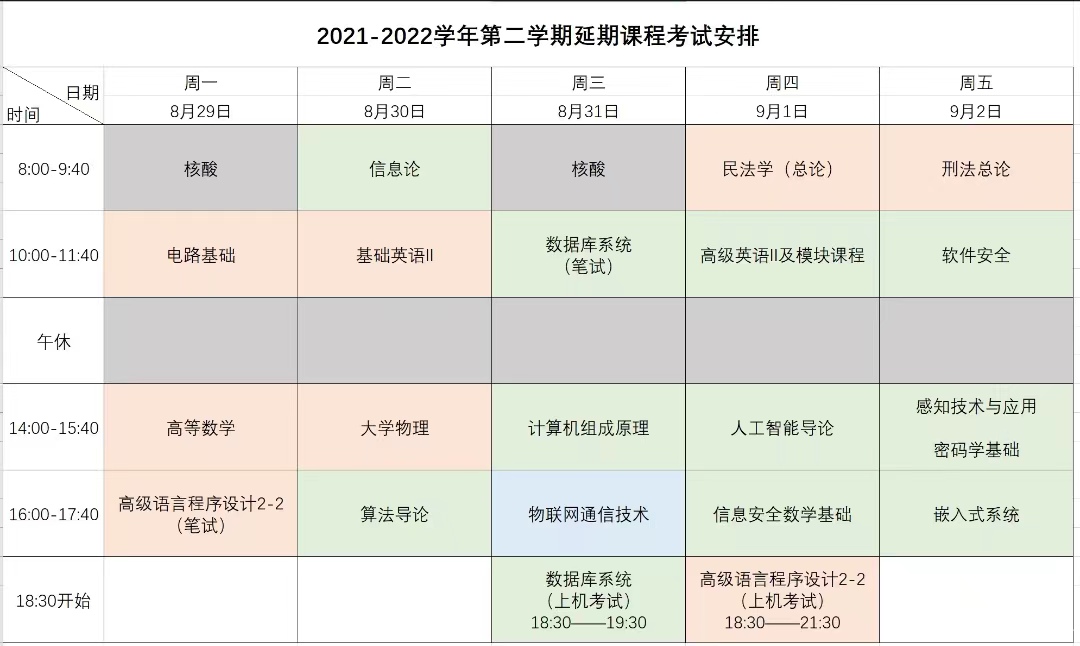 2021-2022学年第二学期延期课程考试安排
日期
时间
周一
周二
周三
周四
周五
8月29日
8月30日
8月31日
9月1日
9月2日
8:00-9:40
核酸
信息论
核酸
民法学（总论）
刑法总论
10:00-11:40
电路基础
基础英语II
数据库系统
（笔试）
高级英语II及模块课程
软件安全
午休
14:00-15:40
高等数学
大学物理
计算机组成原理
人工智能导论
感知技术与应用
密码学基础
16:00-17:40
高级语言程序设计2-2
（笔试）
算法导论
物联网通信技术
信息安全数学基础
嵌入式系统
18:30开始
数据库系统
（上机考试）
18:30——19:30
高级语言程序设计2-2
（上机考试）
18:30——21:30